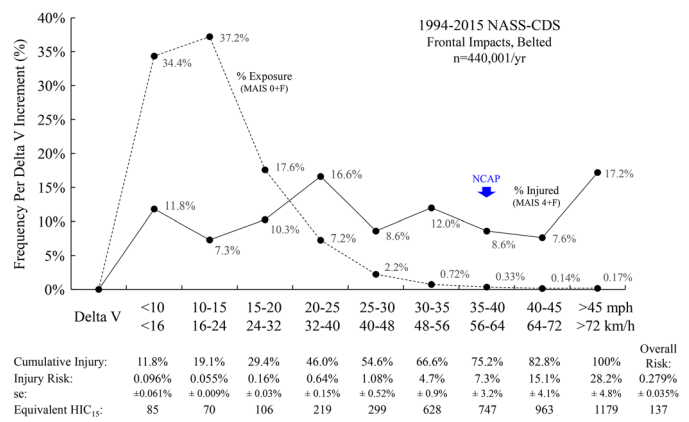 1994-2015 NASS-CDS
Frontal Impacts, Belted
n=440,001/yr
Frequency Per Delta V Increment (%)
40%
35%
30%
25%
20%
15%
10%
5%
0%
34.4%
37.2%
% Exposure
(MAIS 0+F)
17.6%
7.2%
2.2%
0.72%
0.33%
0.14%
0.17%
11.8%
7.3%
10.3%
16.6%
8.6%
12.0%
8.6%
7.6%
17.2%
NCAP
% Injured
(MAIS 4+F)
Delta V <10 10-15 15-20 20-25 25-30 30-35 35-40 40-45 >45 mph
<16 16-24 24-32 32-40 40-48 48-56 56-64 64-72 >72 km/h
Overall
Risk:
Cumulative Injury: 11.8% 19.1% 29.4% 46.0% 54.6% 66.6% 75.2% 82.8% 100%
Injury Risk: 0.096% 0.055% 0.16% 0.64% 1.08% 4.7% 7.3% 15.1% 28.2% 0.279%
se: ±0.061% ± 0.009% ± 0.03% ± 0.15% ± 0.52% ± 0.9% ± 3.2% ± 4.1% ± 4.8% ± 0.035%
Equivalent HIC15: 85 70 106 219 299 628 747 963 1179 137